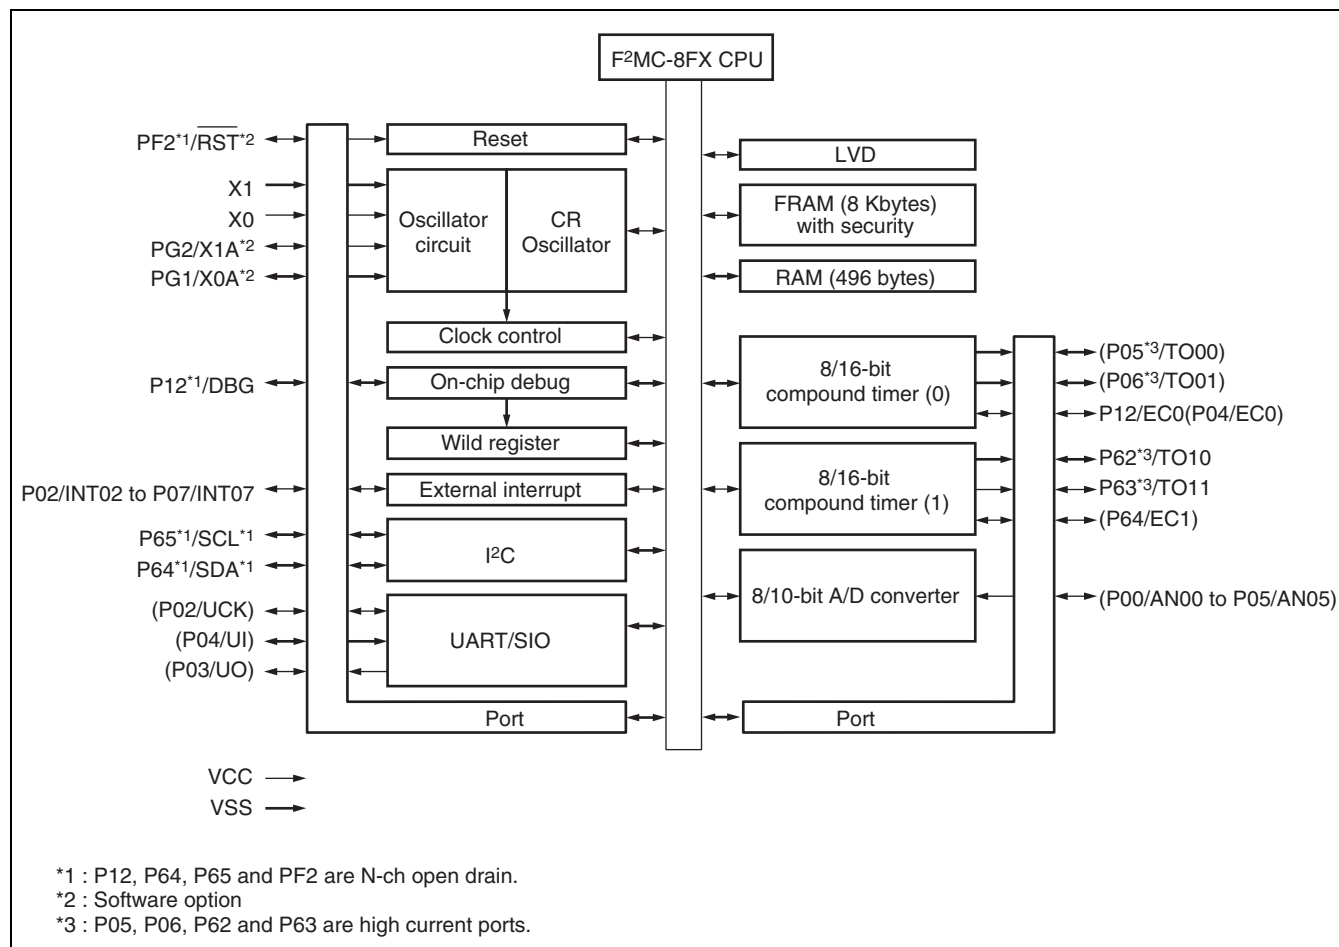 F²MC-8FX CPU
PF2*1/RST*2
X1
X0
PG2/X1A*2
PG1/X0A*2
P12*1/DBG
P02/INT02 to P07/INT07
P65*1/SCL*1
P64*1/SDA*1
(P02/UCK)
(P04/UI)
(P03/UO)
VCC
VSS
Reset
Oscillator
circuit
CR
Oscillator
Clock control
On-chip debug
Wild register
External interrupt
I²C
UART/SIO
Port
LVD
FRAM (8 Kbytes)
with security
RAM (496 bytes)
8/16-bit
compound timer (0)
8/16-bit
compound timer (1)
8/10-bit A/D converter
Port
(P05*3/TO00)
(P06*3/TO01)
P12/EC0(P04/EC0)
P62*3/TO10
P63*3/TO11
(P64/EC1)
(P00/AN00 to P05/AN05)
*1 : P12, P64, P65 and PF2 are N-ch open drain.
*2 : Software option
*3 : P05, P06, P62 and P63 are high current ports.